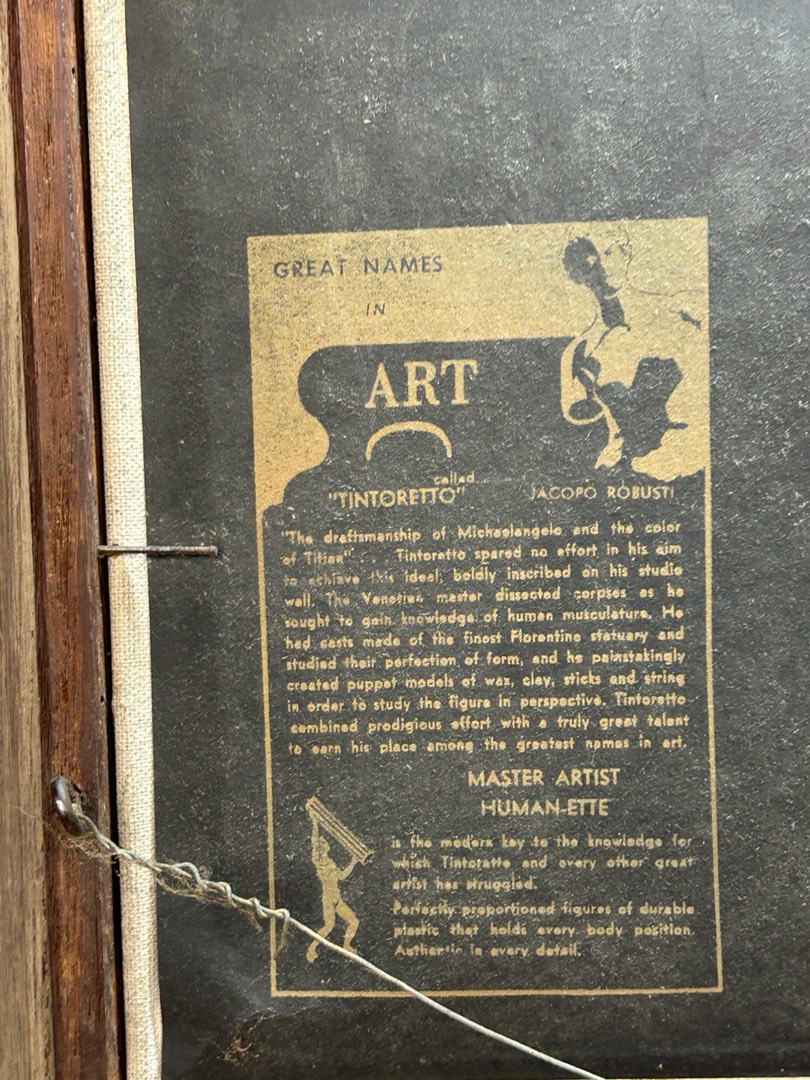 GREAT NAMES
IN
ART
called
"TINTORETTO" JACOPO ROBUSTI
"The draftsmanship of Michaelangelo and the color
of Titian" . . . Tintoretto spared no effort in his aim
to achieve this ideal, boldly inscribed on his studio
wall. The Venetian master dissected corpses as he
sought to gain knowledge of human musculature. He
had casts made of the finest Florentine statuary and
studied their perfection of form, and he painstakingly
created puppet models of wax, clay, sticks and string
in order to study the figure in perspective. Tintoretto
combined prodigious effort with a truly great talent
to earn his place among the greatest names in art.
MASTER ARTIST
HUMAN-ETTE
is the modern key to the knowledge for
which Tintoretto and every other great
artist has struggled.
Perfectly proportioned figures of durable
plastic that holds every body position.
Authentic in every detail.